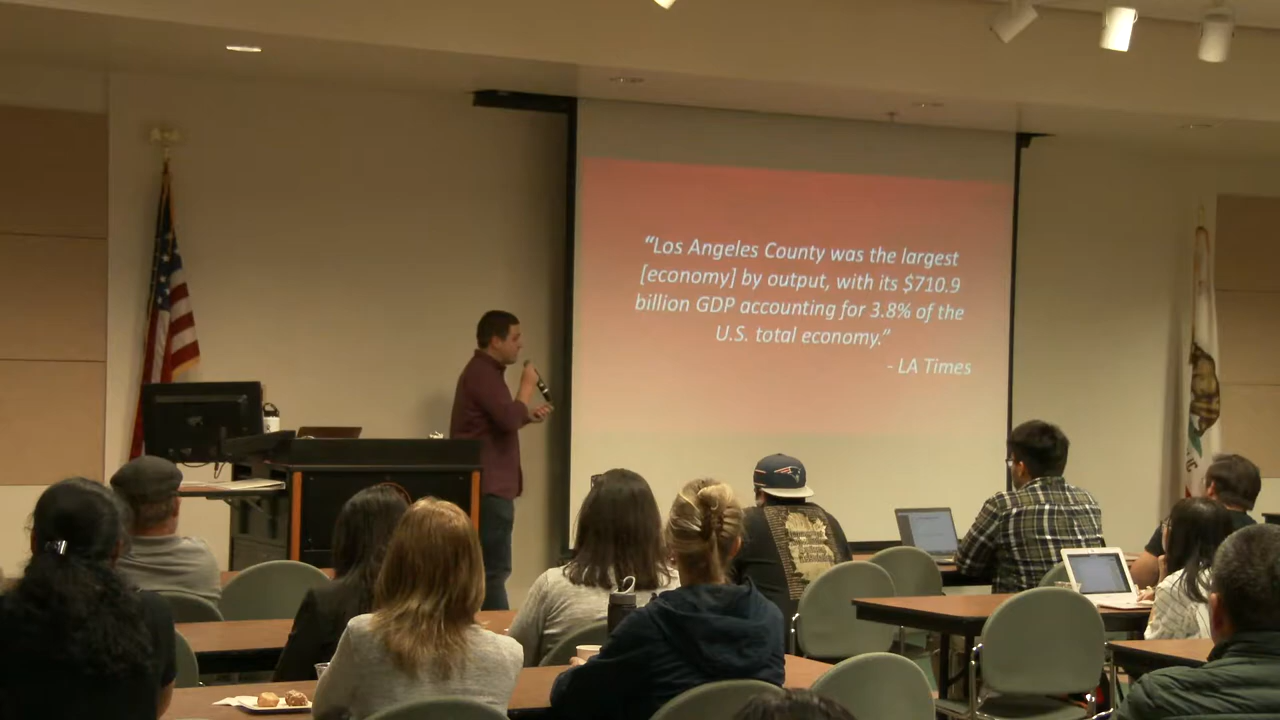 “Los Angeles County was the largest
[economy] by output, with its $710.9
billion GDP accounting for 3.8% of the
U.S. total economy.”
- LA Times